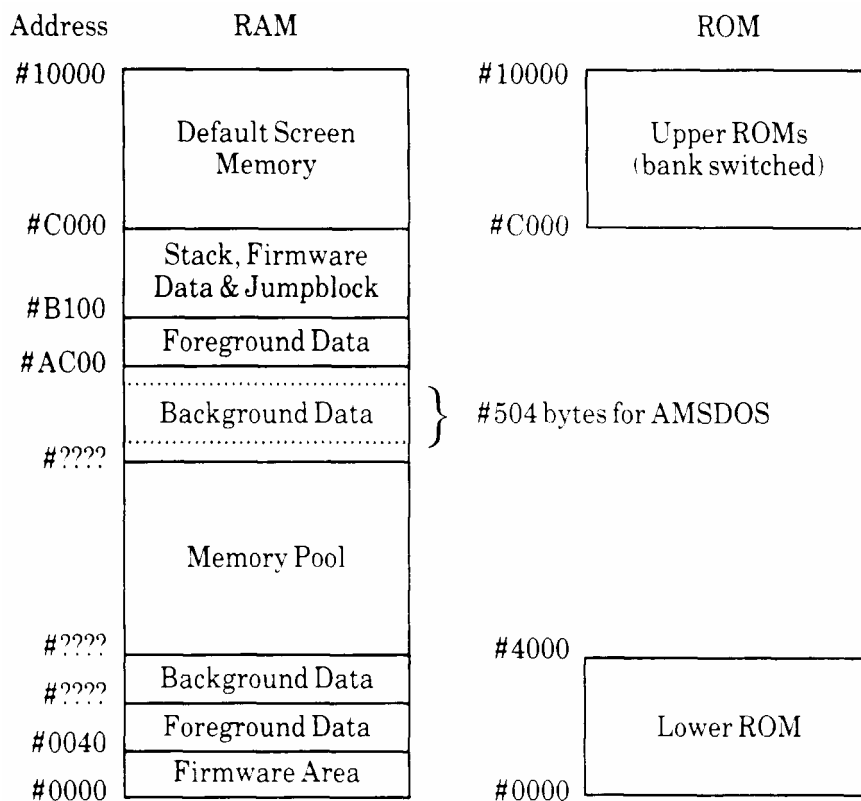 Address RAM ROM
#10000 #10000
Default Screen
Memory
Upper ROMs
(bank switched)
#C000 #C000
Stack, Firmware
Data & Jumpblock
#B100
Foreground Data
#AC00
Background Data
#504 bytes for AMSDOS
#????
Memory Pool
#????
#4000
Background Data
#????
Foreground Data
Lower ROM
#0040
Firmware Area
#0000 #0000